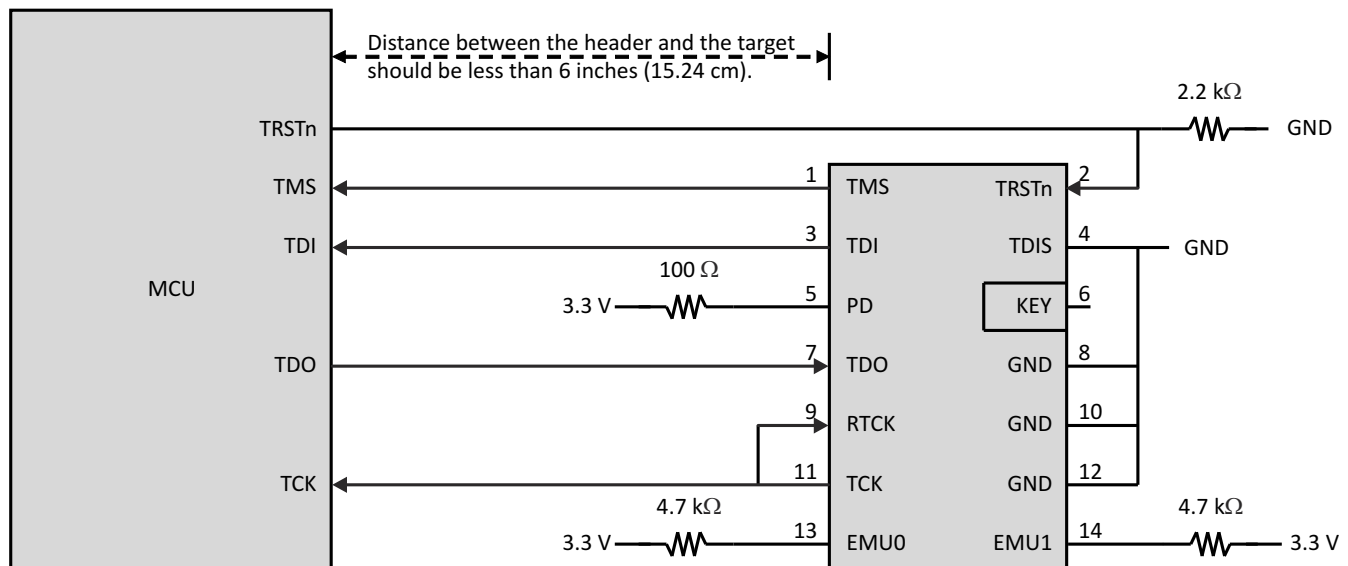 Distance between the header and the target
should be less than 6 inches (15.24 cm).
2.2 kΩ
TRSTn
GND
TMS
1
TMS
TRSTn
2
TDI
3
TDI
TDIS
4
GND
MCU
100 Ω
3.3 V
5
PD
KEY
6
TDO
7
TDO
GND
8
9
RTCK
GND
10
TCK
11
TCK
GND
12
4.7 kΩ
4.7 kΩ
3.3 V
13
EMU0
EMU1
14
3.3 V